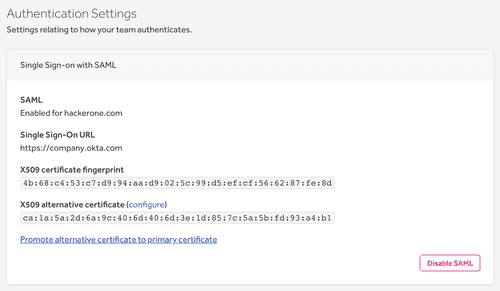 Authentication Settings
Settings relating to how your team authenticates.
Single Sign-on with SAML
SAML
Enabled for hackerone.com
Single Sign-On URL
https://company.okta.com
X509 certificate fingerprint
4b:68:c4:53:c7:d9:94:aa:d9:02:5c:99:d5:ef:cf:56:62:87:fe:8d
X509 alternative certificate (configure)
ca:1a:5a:2d:6a:9c:40:6d:40:6d:3e:1d:85:7c:5a:5b:fd:93:a4:b1
Promote alternative certificate to primary certificate
Disable SAML